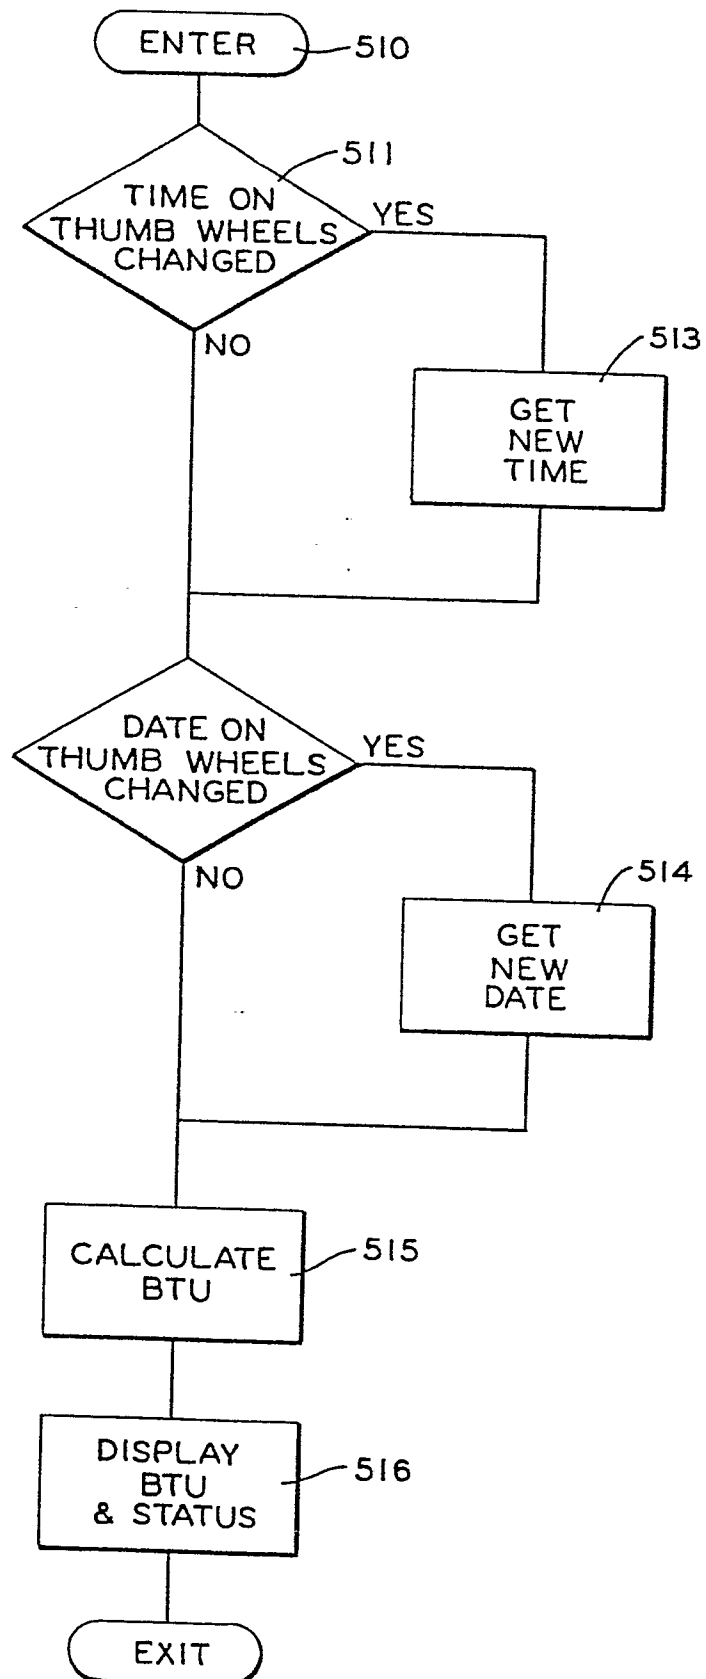 ENTER
510
511
TIME ON
THUMB WHEELS
CHANGED
YES
NO
513
GET
NEW
TIME
DATE ON
THUMB WHEELS
CHANGED
YES
NO
514
GET
NEW
DATE
CALCULATE
BTU
515
DISPLAY
BTU
& STATUS
516
EXIT